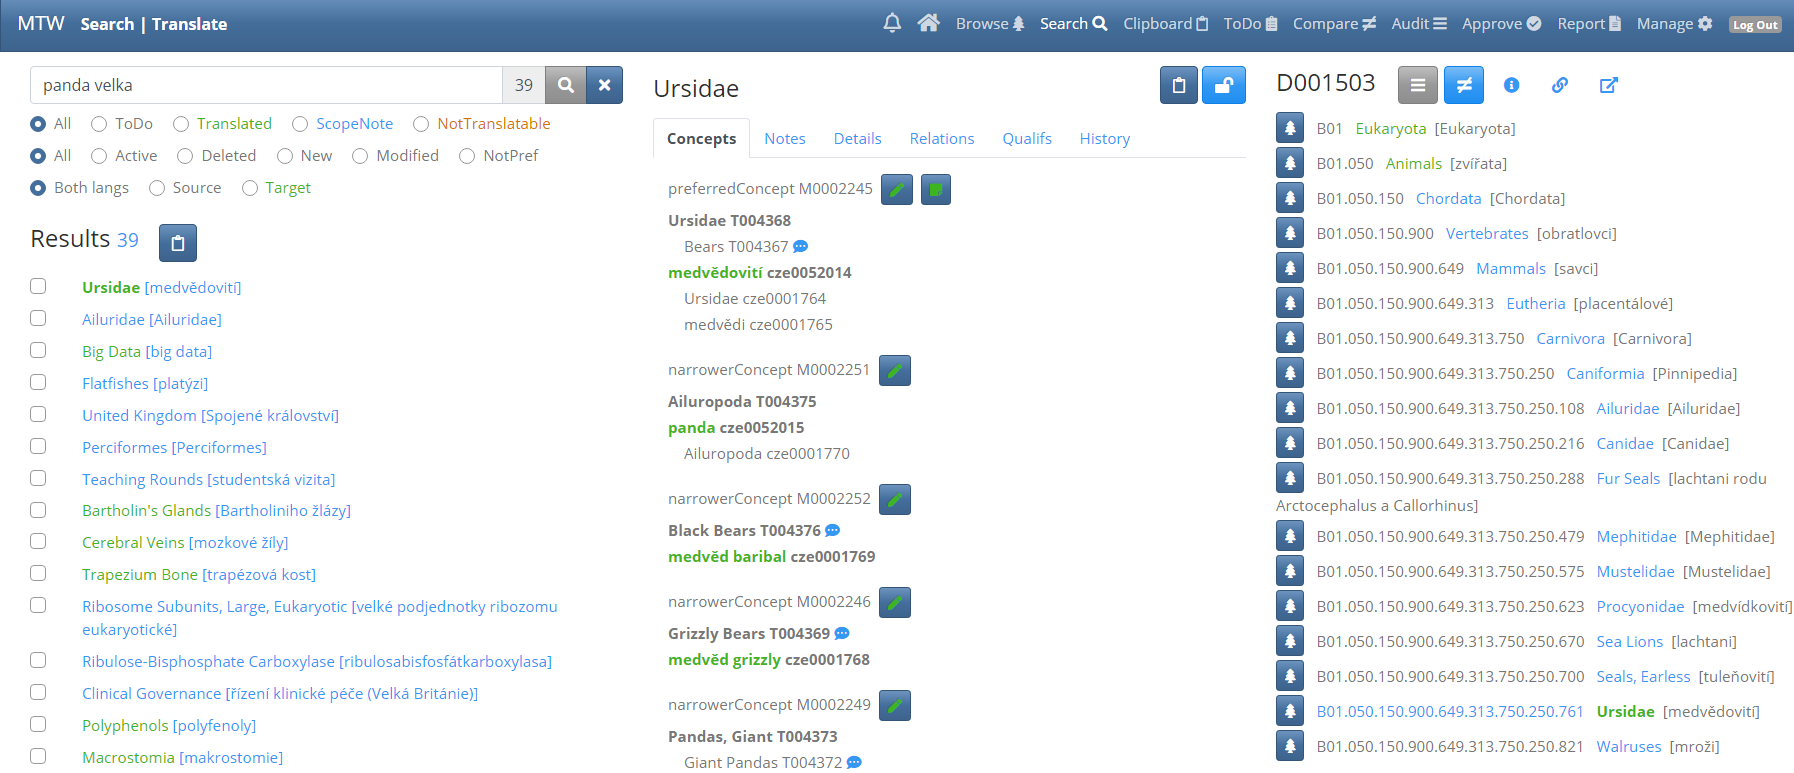 MTW Search | Translate
Browse Search Clipboard ToDo Compare Audit Approve Report Manage Log Out
panda velka 39
All ToDo Translated ScopeNote NotTranslatable
All Active Deleted New Modified NotPref
Both langs Source Target
Results 39
Ursidae [medvědovití]
Ailuridae [Ailuridae]
Big Data [big data]
Flatfishes [platýzi]
United Kingdom [Spojené království]
Perciformes [Perciformes]
Teaching Rounds [studentská vizita]
Bartholin's Glands [Bartholiniho žlázy]
Cerebral Veins [mozkové žíly]
Trapezium Bone [trapézová kost]
Ribosome Subunits, Large, Eukaryotic [velké podjednotky ribozomu
eukaryotické]
Ribulose-Bisphosphate Carboxylase [ribulosabisfosfátkarboxylasa]
Clinical Governance [řízení klinické péče (Velká Británie)]
Polyphenols [polyfenoly]
Macrostomia [makrostomie]
Ursidae
Concepts Notes Details Relations Qualifs History
preferredConcept M0002245
Ursidae T004368
Bears T004367
medvědovití cze0052014
Ursidae cze0001764
medvědi cze0001765
narrowerConcept M0002251
Ailuropoda T004375
panda cze0052015
Ailuropoda cze0001770
narrowerConcept M0002252
Black Bears T004376
medvěd baribal cze0001769
narrowerConcept M0002246
Grizzly Bears T004369
medvěd grizzly cze0001768
narrowerConcept M0002249
Pandas, Giant T004373
Giant Pandas T004372
D001503
B01 Eukaryota [Eukaryota]
B01.050 Animals [zvířata]
B01.050.150 Chordata [Chordata]
B01.050.150.900 Vertebrates [obratlovci]
B01.050.150.900.649 Mammals [savci]
B01.050.150.900.649.313 Eutheria [placentálové]
B01.050.150.900.649.313.750 Carnivora [Carnivora]
B01.050.150.900.649.313.750.250 Caniformia [Pinnipedia]
B01.050.150.900.649.313.750.250.108 Ailuridae [Ailuridae]
B01.050.150.900.649.313.750.250.216 Canidae [Canidae]
B01.050.150.900.649.313.750.250.288 Fur Seals [lachtani rodu
Arctocephalus a Callorhinus]
B01.050.150.900.649.313.750.250.479 Mephitidae [Mephitidae]
B01.050.150.900.649.313.750.250.575 Mustelidae [Mustelidae]
B01.050.150.900.649.313.750.250.623 Procyonidae [medvídkovití]
B01.050.150.900.649.313.750.250.670 Sea Lions [lachtani]
B01.050.150.900.649.313.750.250.700 Seals, Earless [tuleňovití]
B01.050.150.900.649.313.750.250.761 Ursidae [medvědovití]
B01.050.150.900.649.313.750.250.821 Walruses [mroži]